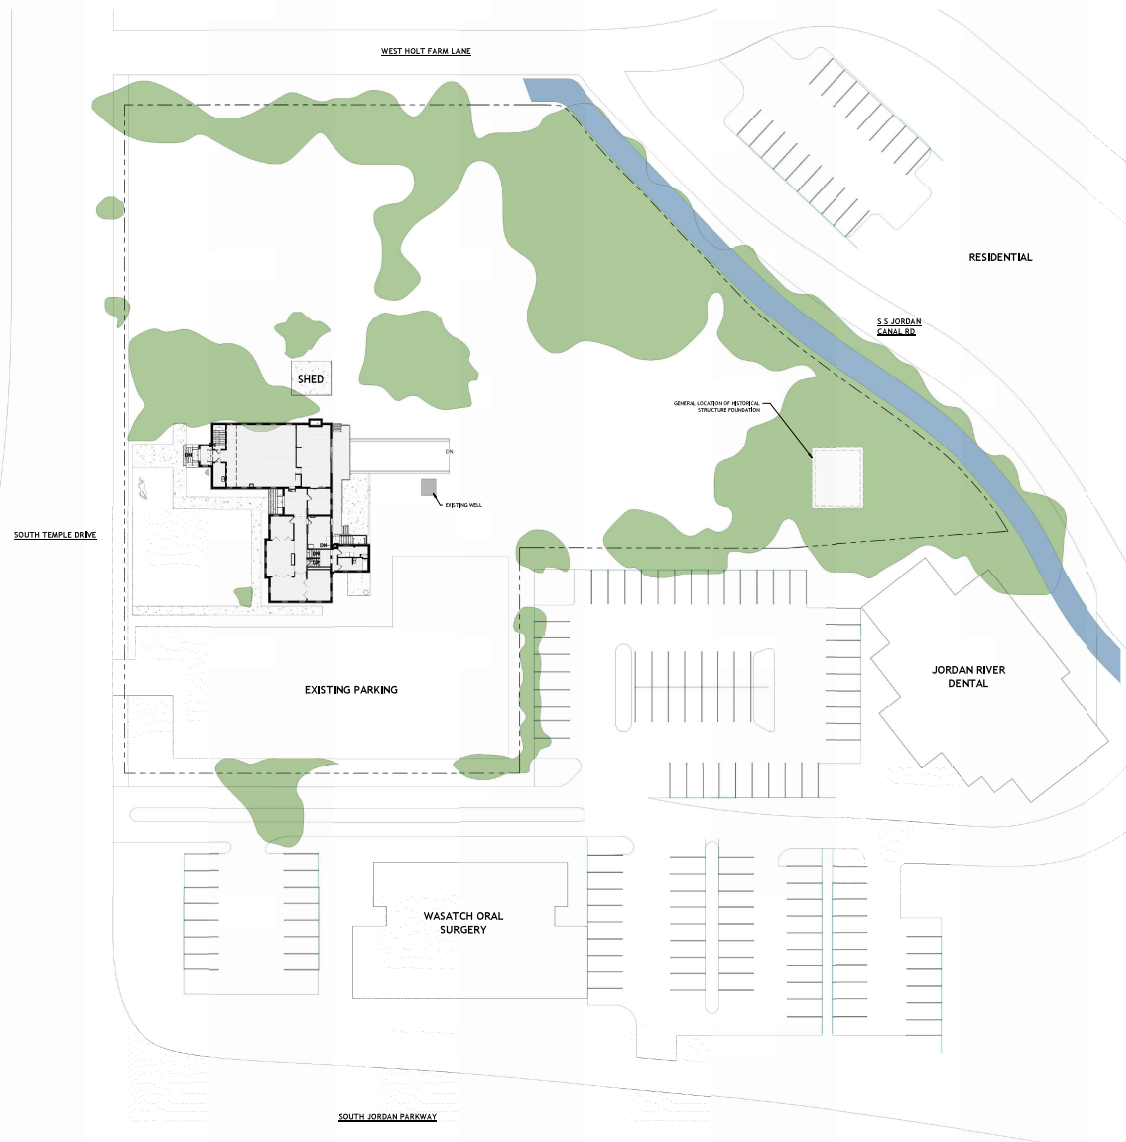 WEST HOLT FARM LANE
RESIDENTIAL
S S JORDAN
CANAL RD
SHED
GENERAL LOCATION OF HISTORICAL
STRUCTURE FOUNDATION
DN
DN
EXISTING WELL
SOUTH TEMPLE DRIVE
DN
DN
JORDAN RIVER
DENTAL
EXISTING PARKING
WASATCH ORAL
SURGERY
SOUTH JORDAN PARKWAY